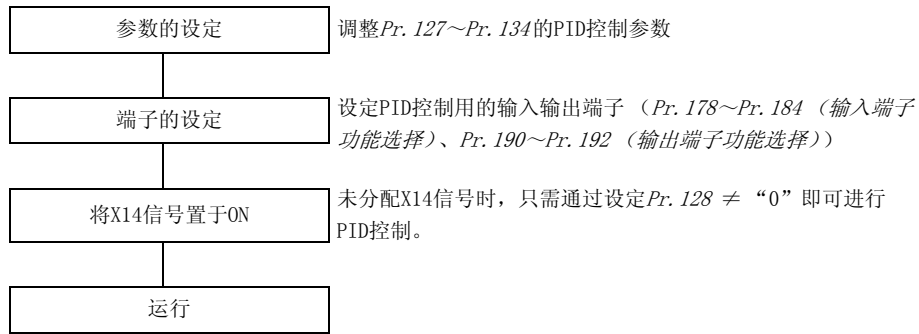 参数的设定
调整Pr. 127～Pr. 134的PID控制参数
端子的设定
设定PID控制用的输入输出端子 （Pr. 178～Pr. 184 （输入端子
功能选择）、Pr. 190～Pr. 192 （输出端子功能选择））
将X14信号置于ON
未分配X14信号时，只需通过设定Pr. 128 ≠ “0”即可进行
PID控制。
运行